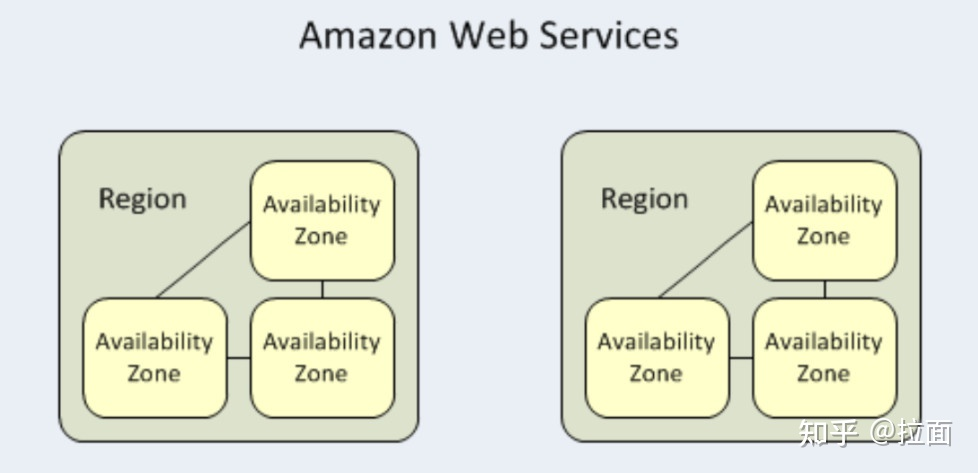 Amazon Web Services
Region
Availability
Zone
Availability
Zone
Availability
Zone
Region
Availability
Zone
Availability
Zone
Availability
Zone
知乎 @拉面